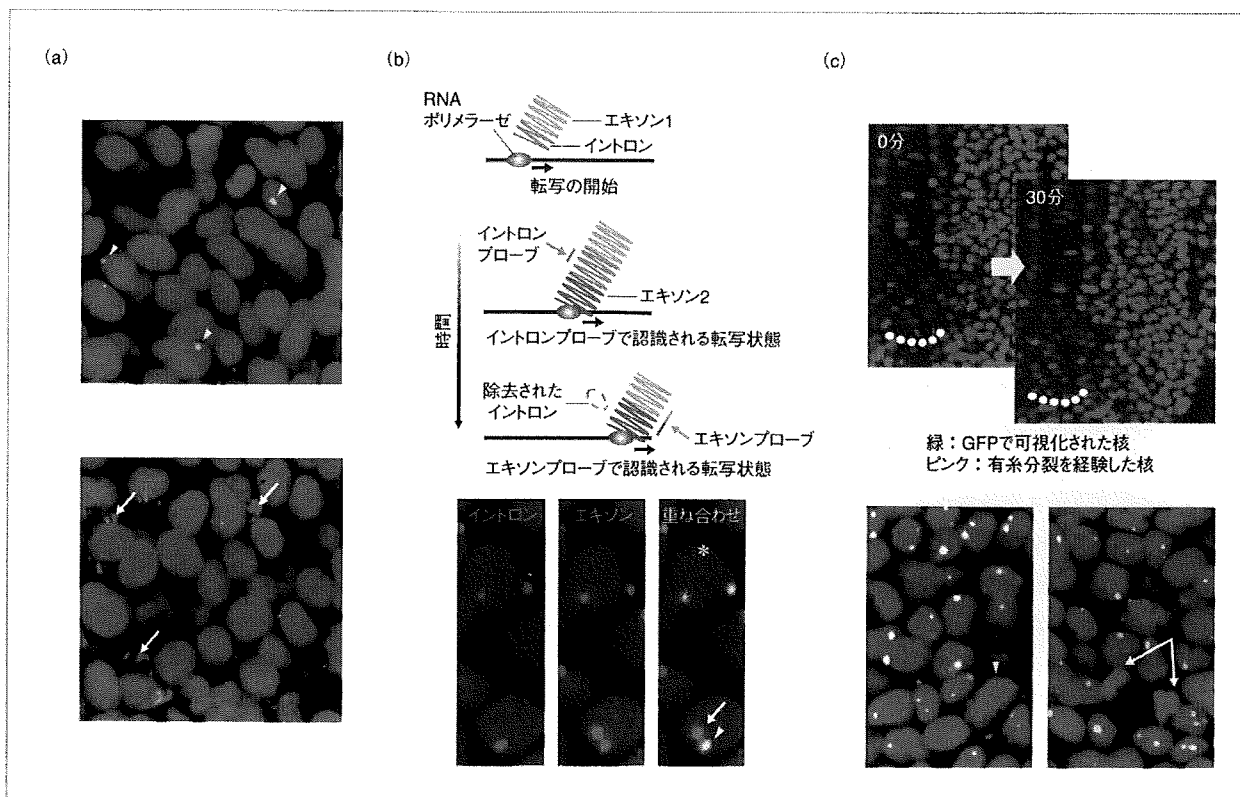 (a)
(b)
(c)
RNA
ポリメラーゼ
エキソン1
イントロン
転写の開始
イントロン
プローブ
エキソン2
イントロンプローブで認識される転写状態
時間
除去された
イントロン
エキソンプローブ
エキソンプローブで認識される転写状態
イントロン
エキソン
重ね合わせ
*
0分
30分
緑：GFPで可視化された核
ピンク：有糸分裂を経験した核